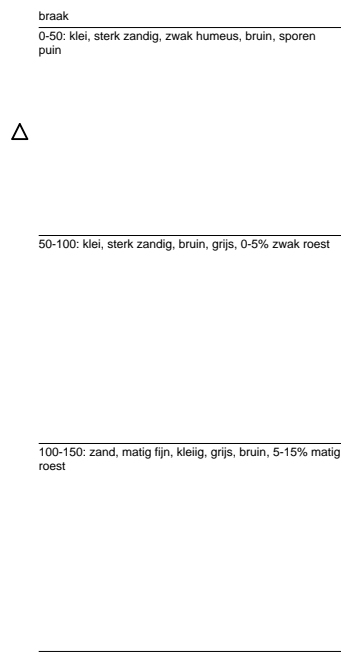 braak
0-50: klei, sterk zandig, zwak humeus, bruin, sporen
puin
50-100: klei, sterk zandig, bruin, grijs, 0-5% zwak roest
100-150: zand, matig fijn, kleiig, grijs, bruin, 5-15% matig
roest